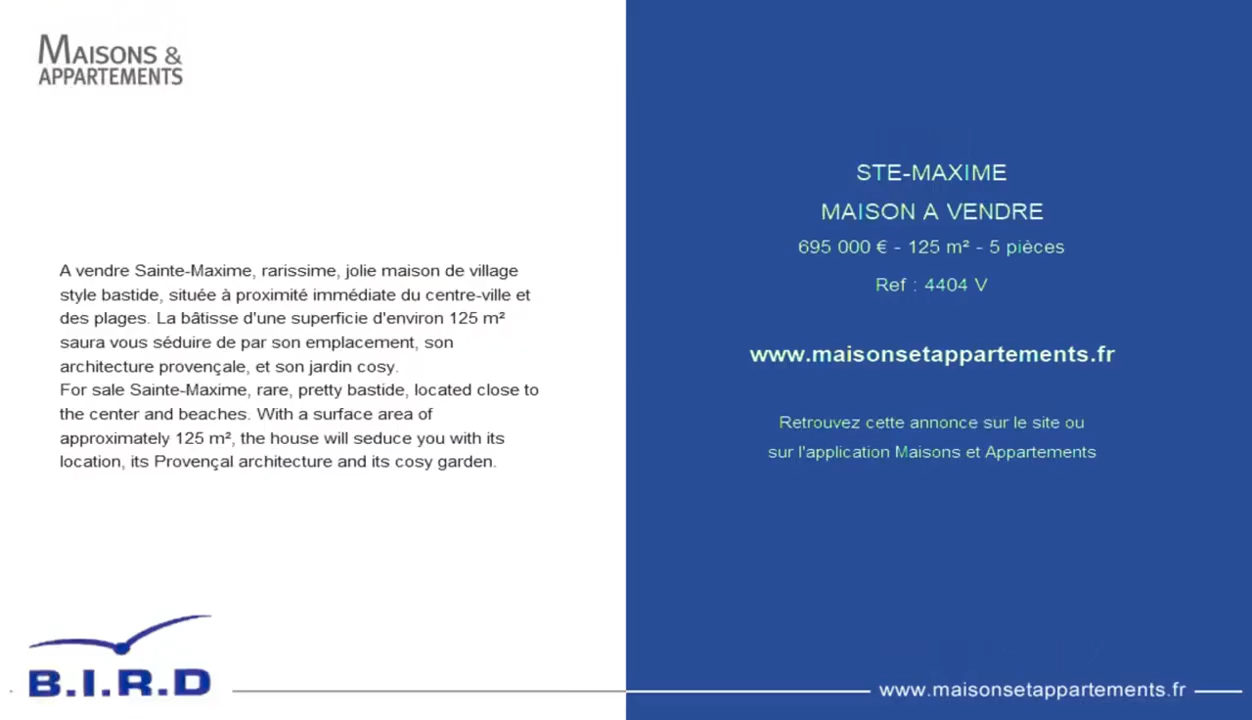 MAISONS &
APPARTEMENTS
A vendre Sainte-Maxime, rarissime, jolie maison de village
style bastide, située à proximité immédiate du centre-ville et
des plages. La bâtisse d'une superficie d'environ 125 m²
saura vous séduire de par son emplacement, son
architecture provençale, et son jardin cosy.
For sale Sainte-Maxime, rare, pretty bastide, located close to
the center and beaches. With a surface area of
approximately 125 m², the house will seduce you with its
location, its Provençal architecture and its cosy garden.
B.I.R.D
STE-MAXIME
MAISON A VENDRE
695 000 € - 125 m² - 5 pièces
Ref : 4404 V
www.maisonsetappartements.fr
Retrouvez cette annonce sur le site ou
sur l'application Maisons et Appartements
www.maisonsetappartements.fr